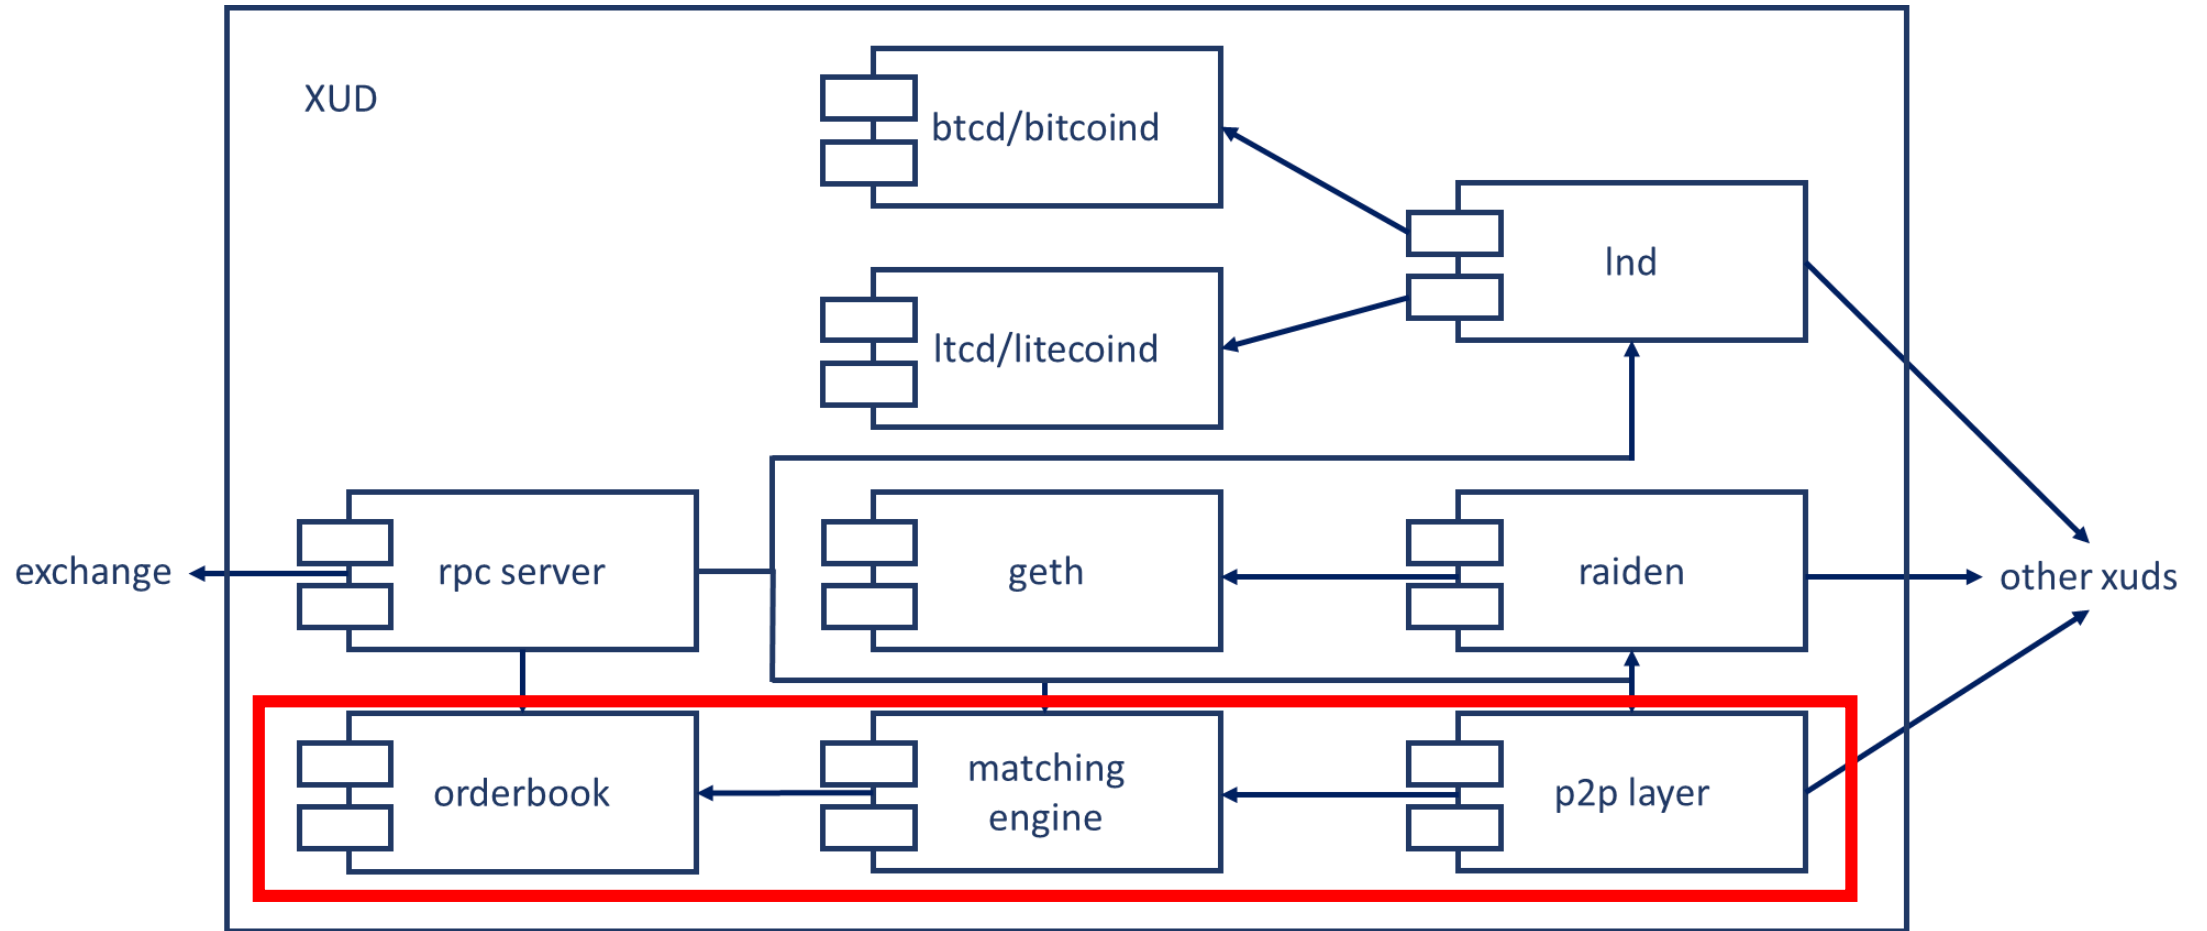 XUD
btcd/bitcoind
lnd
ltcd/litecoind
exchange
rpc server
geth
raiden
other xuds
orderbook
matching
engine
p2p layer